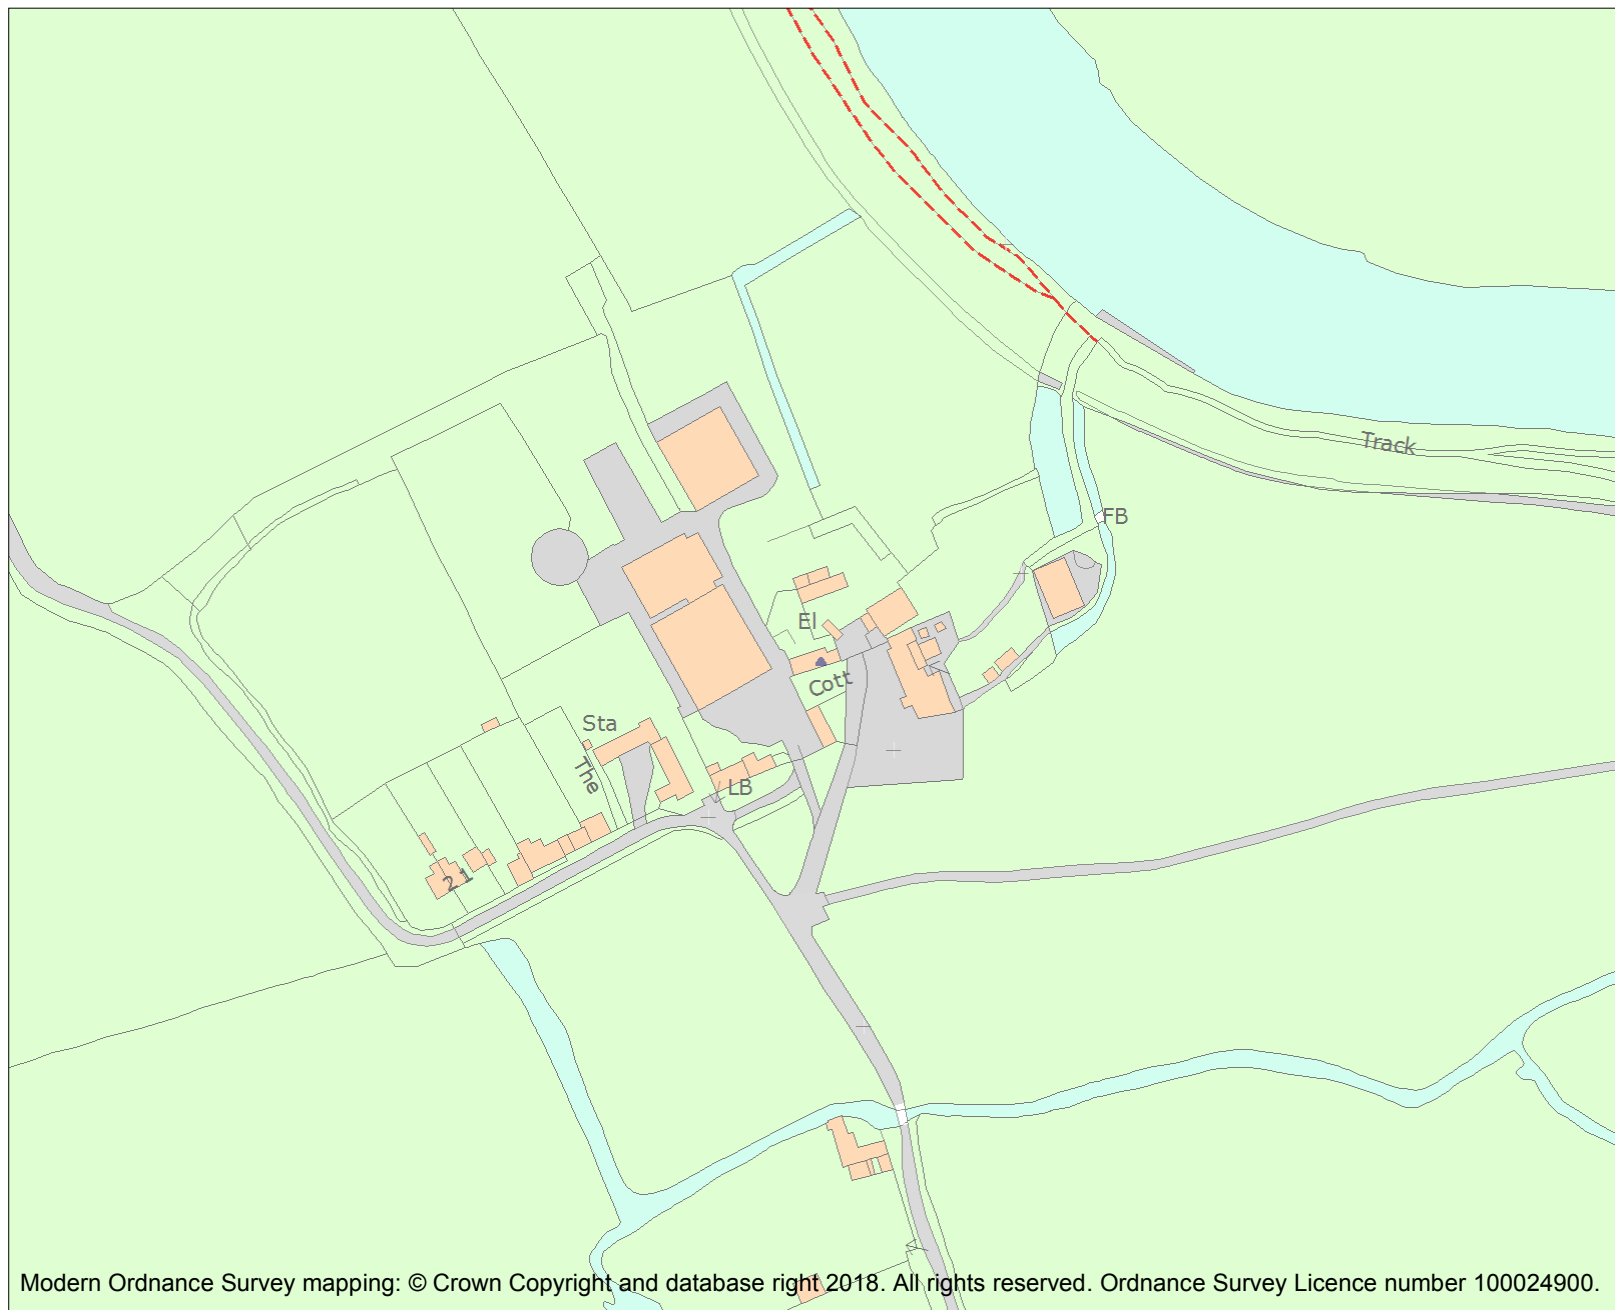 Track
FB
El
Cott
Sta
The
LB
2 1
Modern Ordnance Survey mapping: © Crown Copyright and database right 2018. All rights reserved. Ordnance Survey Licence number 100024900.